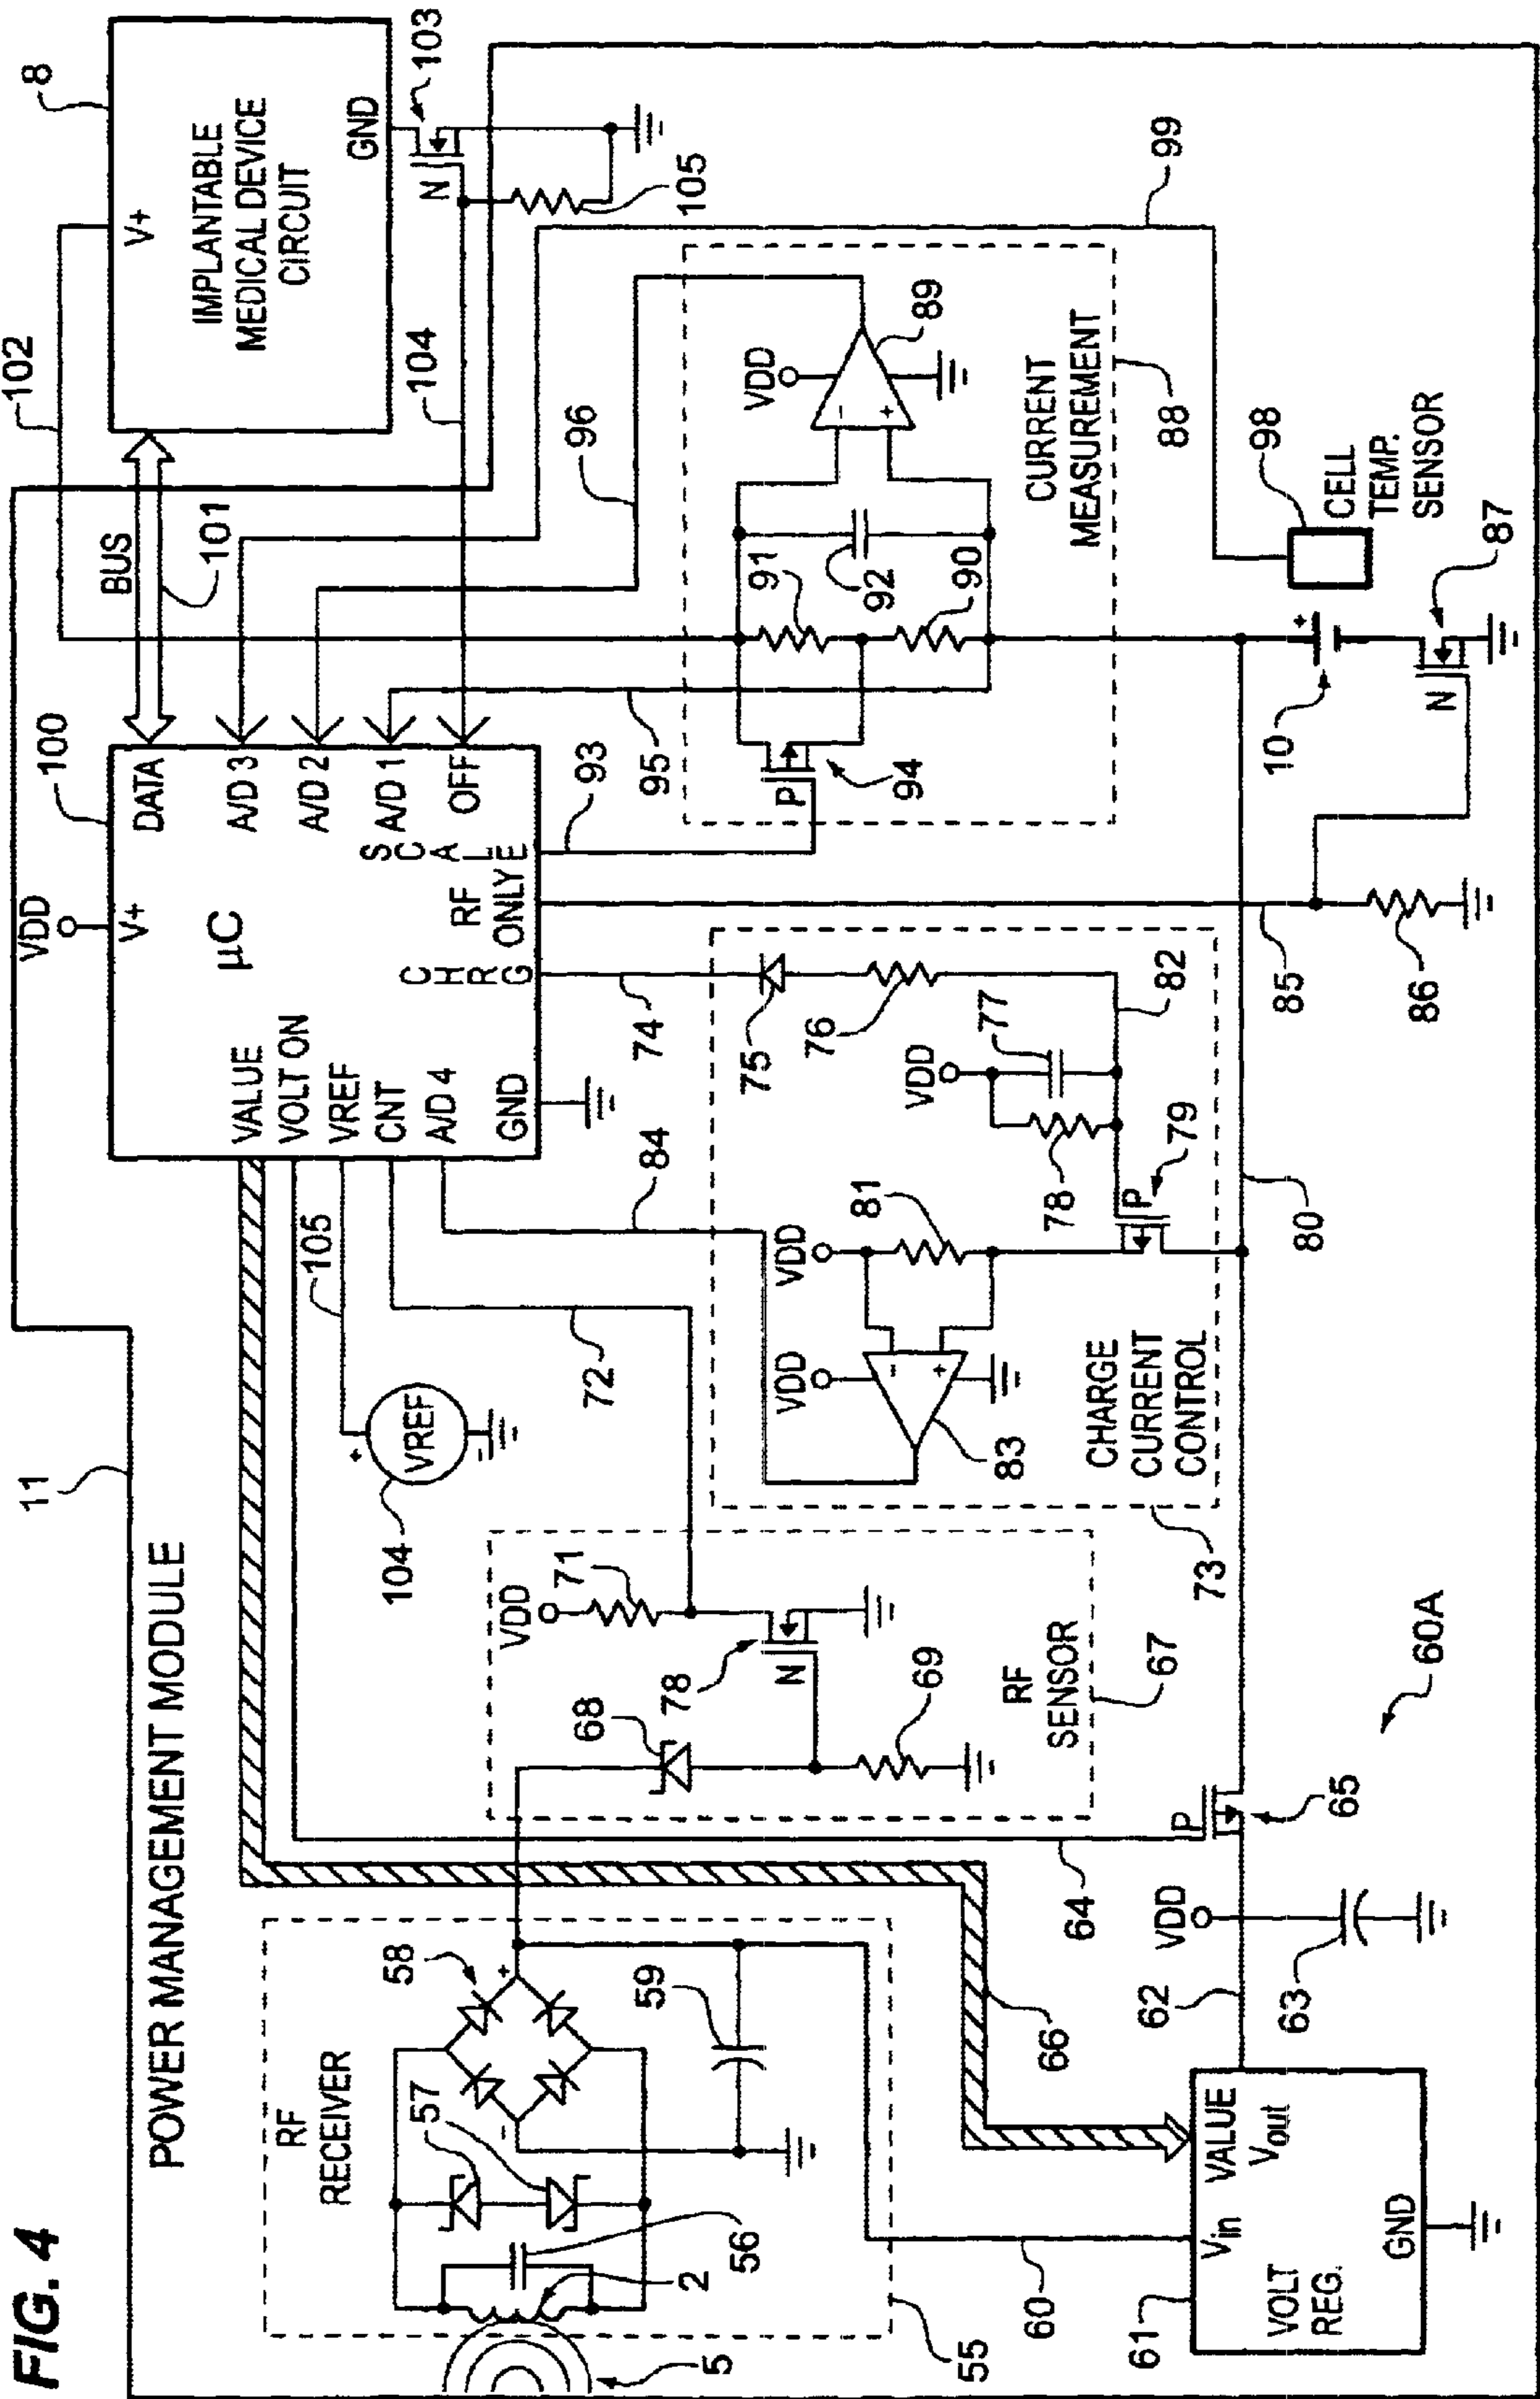 FIG. 4
POWER MANAGEMENT MODULE
11
RF
RECEIVER
58
57
56
59
2
5
55
60
61
VOLT
REG.
Vin
VALUE
Vout
GND
62
63
VDD
64
P
65
66
60A
RF
SENSOR
67
68
69
VDD
71
78
N
72
VREF
104
105
+
VALUE
VOLT ON
VREF
CNT
A/D 4
GND
µC
V+
VDD
100
DATA
A/D 3
A/D 2
A/D 1
OFF
SCALE
RF
ONLY
CHRG
84
74
75
76
77
VDD
78
79
P
VDD
81
VDD
-
+
83
82
80
CHARGE
CURRENT
CONTROL
73
85
86
93
P
94
95
91
90
92
VDD
-
+
89
96
CURRENT
MEASUREMENT
88
98
CELL
TEMP.
SENSOR
99
10
+
N
87
BUS
101
102
8
V+
IMPLANTABLE
MEDICAL DEVICE
CIRCUIT
GND
103
N
104
105
+
-